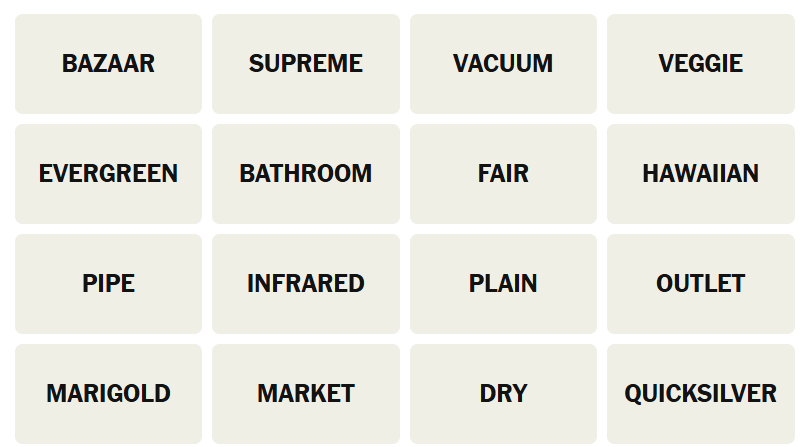 BAZAAR
SUPREME
VACUUM
VEGGIE
EVERGREEN
BATHROOM
FAIR
HAWAIIAN
PIPE
INFRARED
PLAIN
OUTLET
MARIGOLD
MARKET
DRY
QUICKSILVER